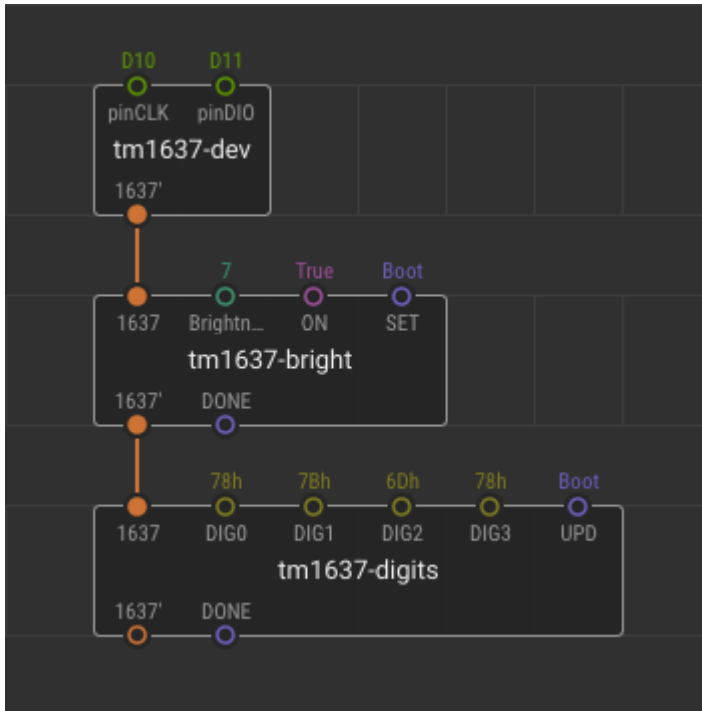 D10 D11
pinCLK pinDIO
tm1637-dev
1637'
7 True Boot
1637 Brightn... ON SET
tm1637-bright
1637' DONE
78h 7Bh 6Dh 78h Boot
1637 DIG0 DIG1 DIG2 DIG3 UPD
tm1637-digits
1637' DONE